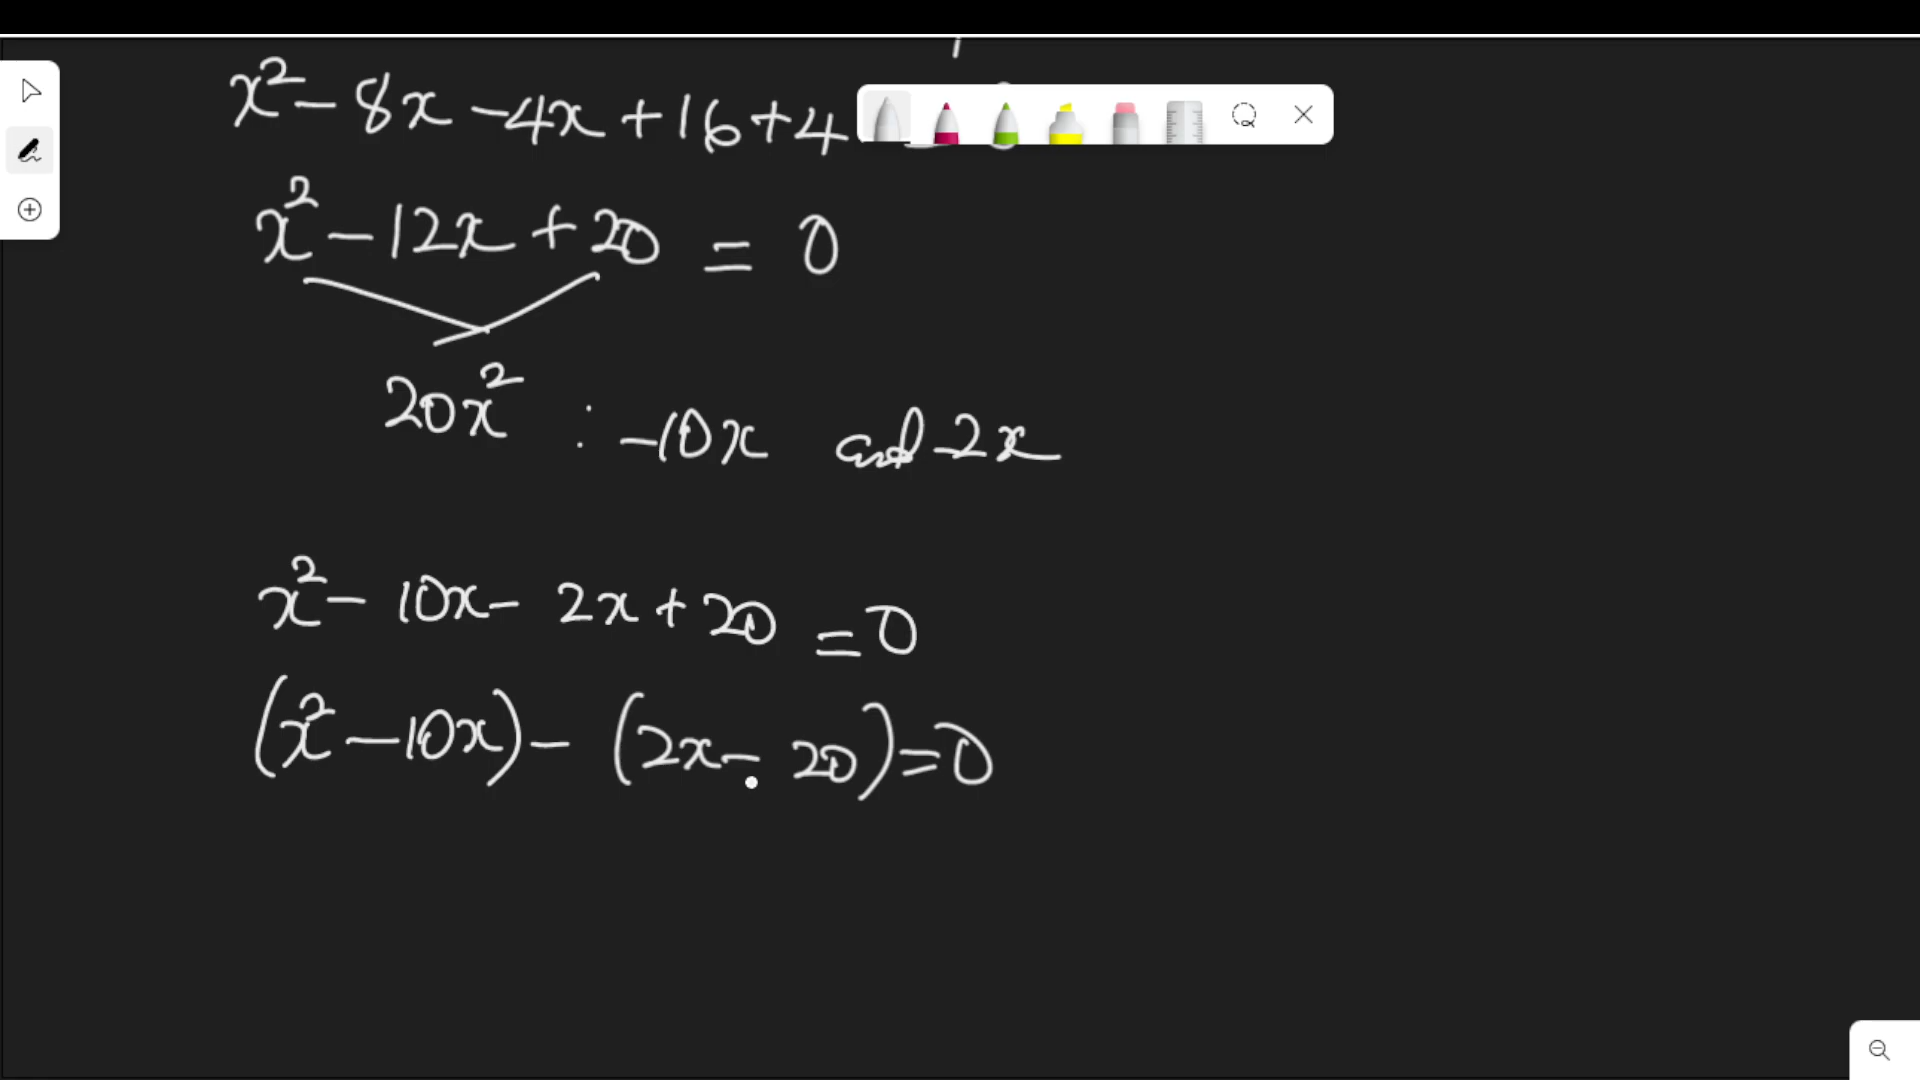 x² - 8x - 4x + 16 + 4
x² - 12x + 20 = 0
20x² : -10x and -2x
x² - 10x - 2x + 20 = 0
(x² - 10x) - (2x - 20) = 0